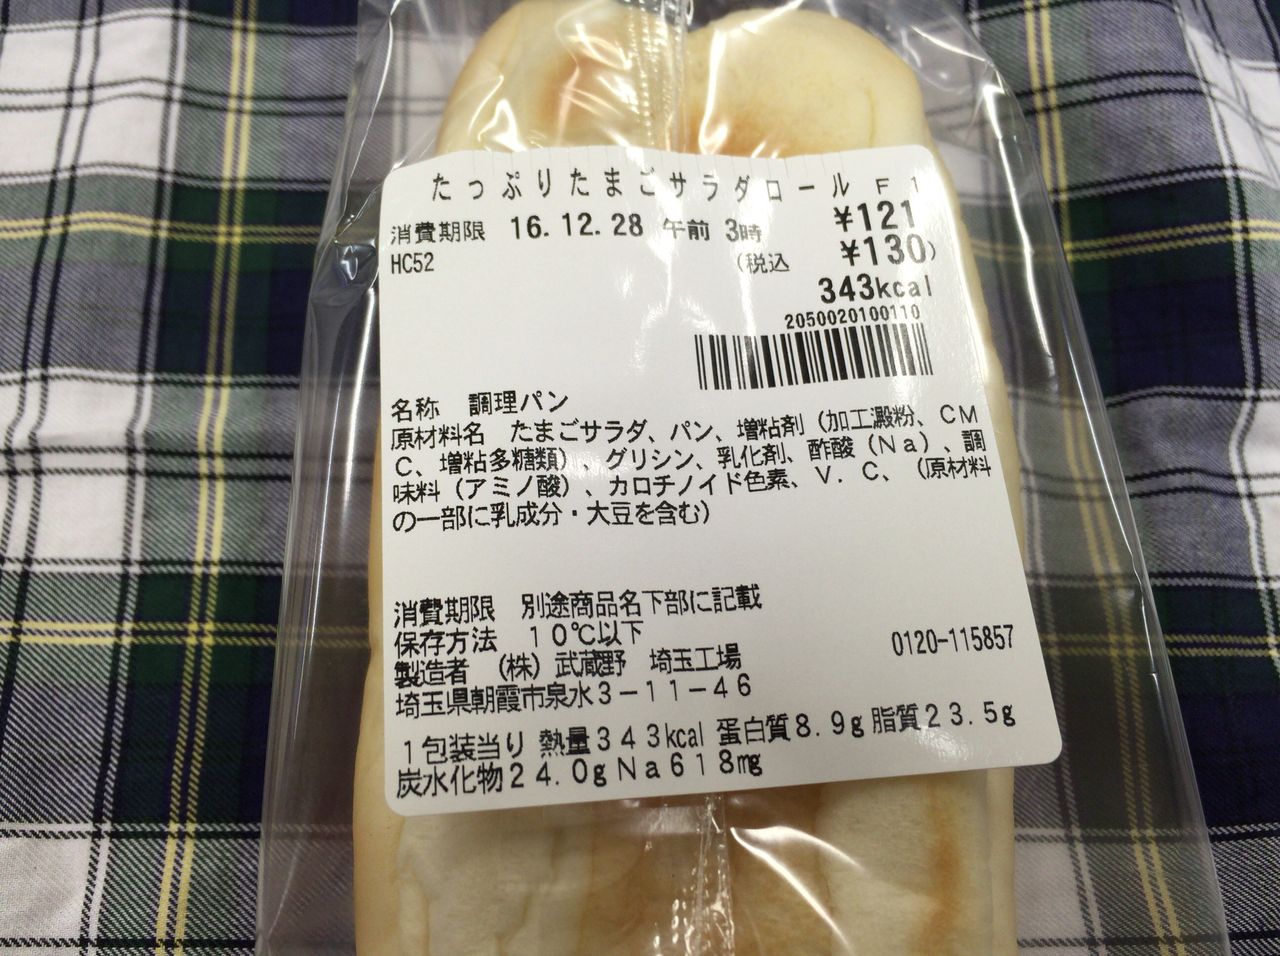 たっぷりたまごサラダロール F1
消費期限 16.12.28 午前 3時 ¥121
HC52 (税込 ¥130)
343kcal
2050020100110
名称 調理パン
原材料名 たまごサラダ、パン、増粘剤(加工澱粉、CM
C、増粘多糖類)、グリシン、乳化剤、酢酸(Na)、調
味料(アミノ酸)、カロチノイド色素、V.C、(原材料
の一部に乳成分・大豆を含む)
消費期限 別途商品名下部に記載
保存方法 10℃以下
製造者 (株)武蔵野 埼玉工場 0120-115857
埼玉県朝霞市泉水3-11-46
1包装当り 熱量343kcal 蛋白質8.9g 脂質23.5g
炭水化物24.0g Na618mg